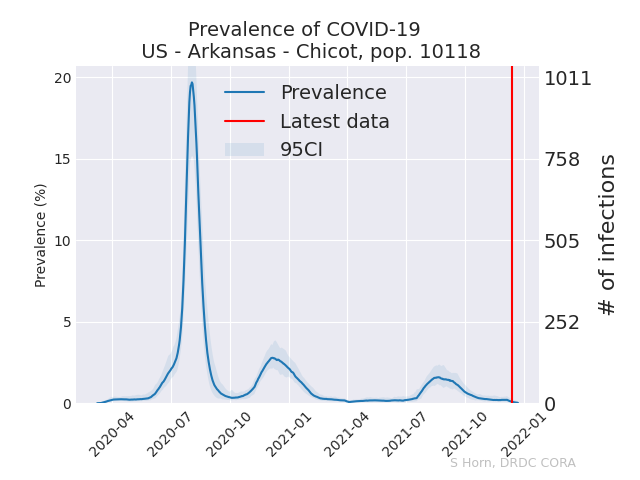 Prevalence of COVID-19
US - Arkansas - Chicot, pop. 10118
Prevalence
Latest data
95CI
Prevalence (%)
20
15
10
5
0
# of infections
1011
758
505
252
0
2020-04
2020-07
2020-10
2021-01
2021-04
2021-07
2021-10
2022-01
S Horn, DRDC CORA